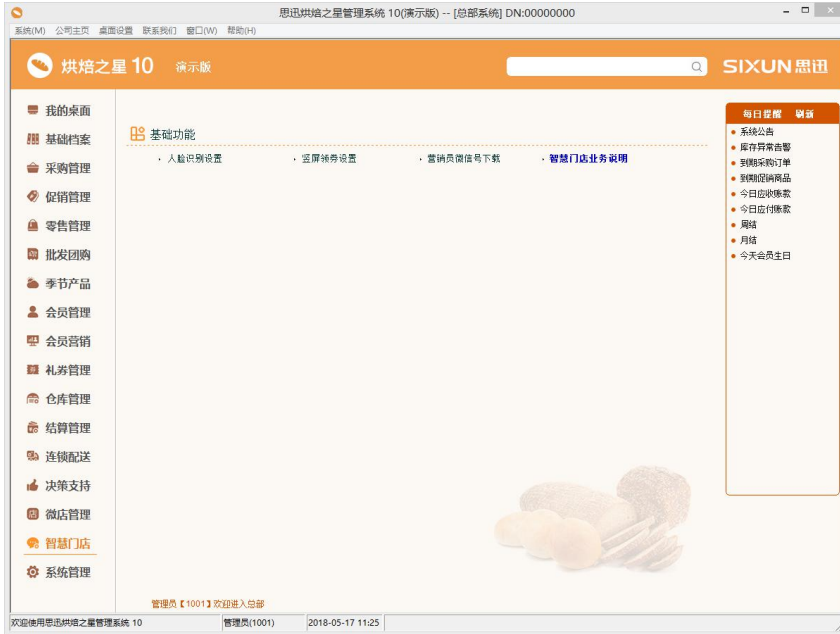 思迅烘焙之星管理系统 10(演示版) -- [总部系统] DN:00000000
系统(M) 公司主页 桌面设置 联系我们 窗口(W) 帮助(H)
烘焙之星 10 演示版
SIXUN思迅
我的桌面
基础档案
采购管理
促销管理
零售管理
批发团购
季节产品
会员管理
会员营销
礼券管理
仓库管理
结算管理
连锁配送
决策支持
微店管理
智慧门店
系统管理
基础功能
· 人脸识别设置 · 竖屏领券设置 · 营销员微信号下载 · 智慧门店业务说明
每日提醒 刷新
系统公告
库存异常告警
到期采购订单
到期促销商品
今日应收账款
今日应付账款
周结
月结
今天会员生日
管理员【1001】欢迎进入总部
欢迎使用思迅烘焙之星管理系统 10 管理员(1001) 2018-05-17 11:25